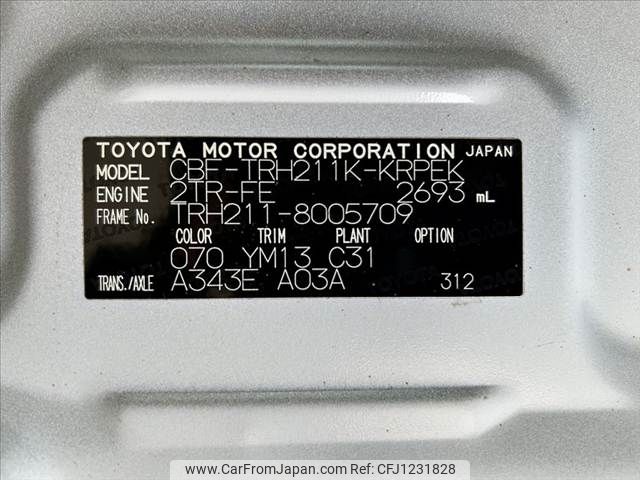 TOYOTA MOTOR CORPORATION JAPAN
MODEL CBF-TRH211K-KRPEK
ENGINE 2TR-FE 2693 mL
FRAME No. TRH211-8005709
COLOR TRIM PLANT OPTION
070 YM13 C31
TRANS./AXLE A343E A03A 312
www.CarFromJapan.com - CFJ1231828